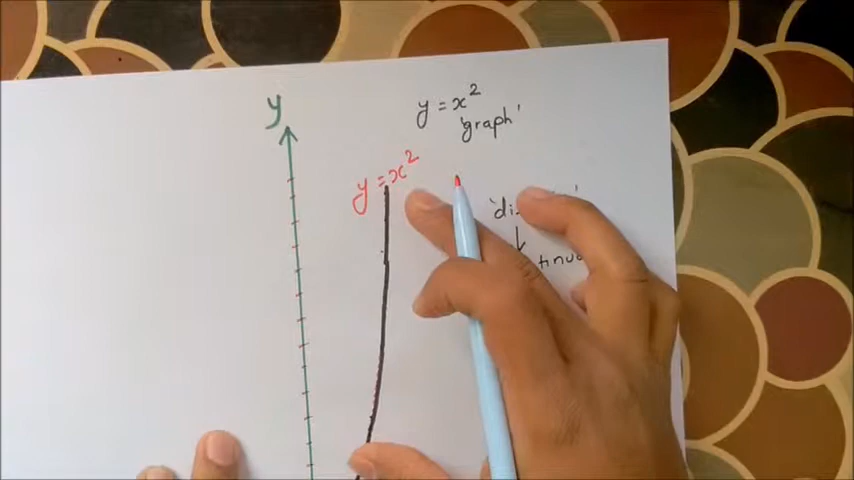 y
y = x²
'graph'
y = x²